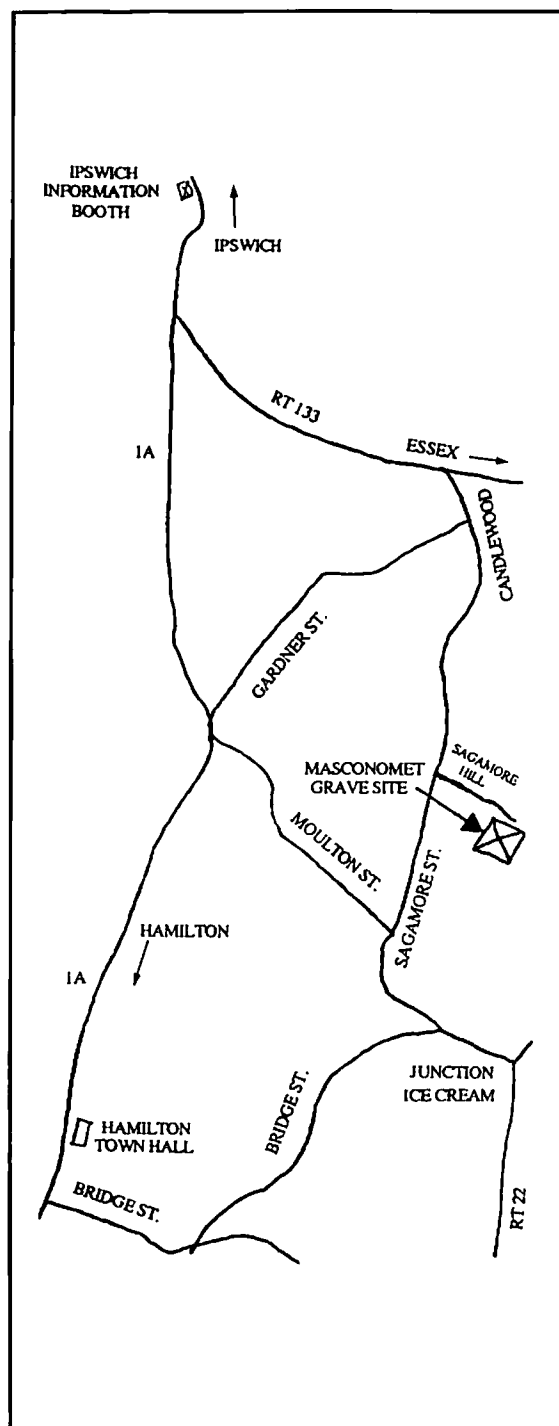 IPSWICH
INFORMATION
BOOTH
IPSWICH
RT 133
1A
ESSEX
CANDLEWOOD
GARDNER ST.
SAGAMORE
HILL
MASCONOMET
GRAVE SITE
MOULTON ST.
SAGAMORE ST.
HAMILTON
1A
JUNCTION
ICE CREAM
BRIDGE ST.
HAMILTON
TOWN HALL
BRIDGE ST.
RT 22